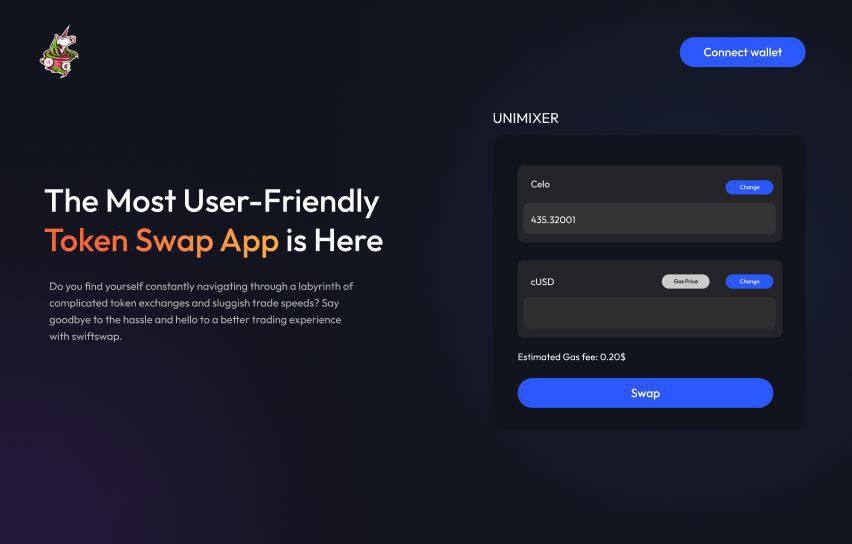 Connect wallet
UNIMIXER
The Most User-Friendly
Token Swap App is Here
Do you find yourself constantly navigating through a labyrinth of
complicated token exchanges and sluggish trade speeds? Say
goodbye to the hassle and hello to a better trading experience
with swiftswap.
Celo
Change
435.32001
cUSD
Gas Price
Change
Estimated Gas fee: 0.20$
Swap